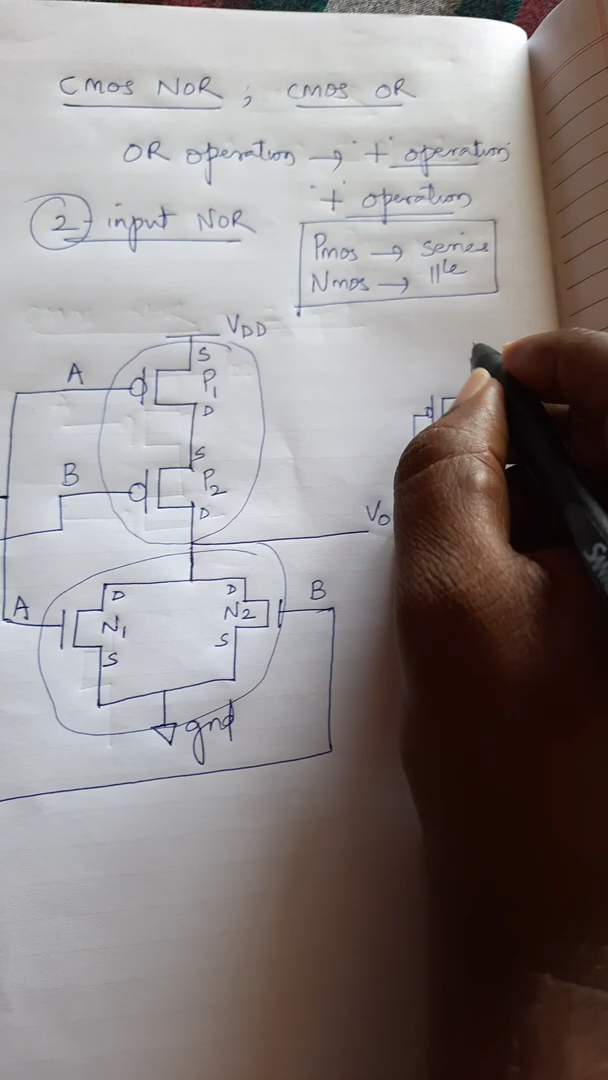 CMOS NOR ; CMOS OR
OR operation → '+' operation
'+' operation
② - input NOR
Pmos → series
Nmos → ||le
VDD
S
A
P1
D
S
B
P2
D
Vo
D
D
B
A
N1
N2
S
S
gnd